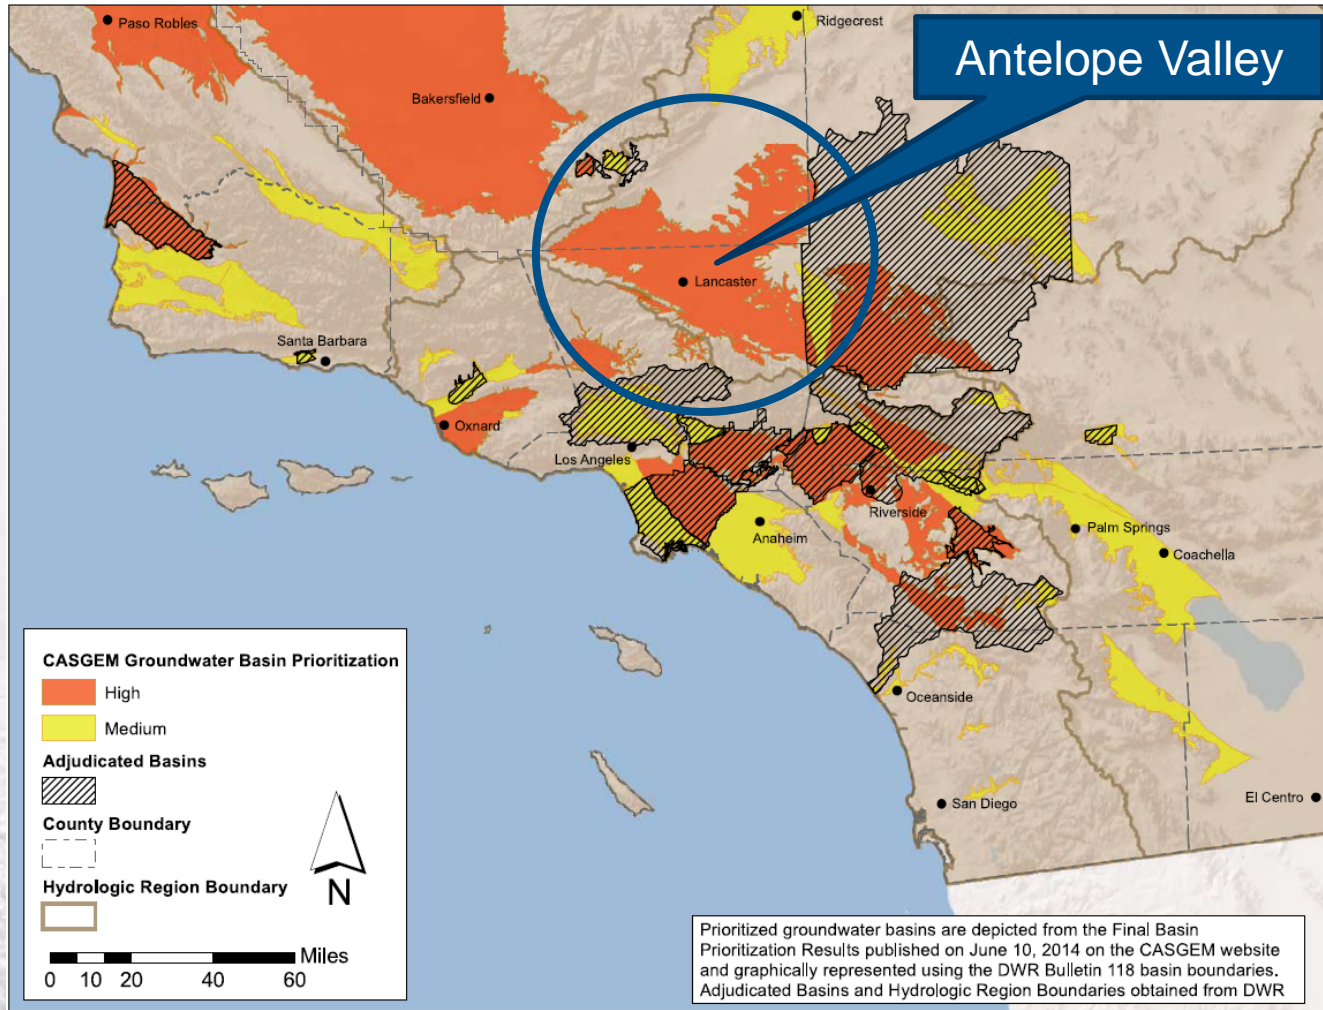 Paso Robles
Ridgecrest
Antelope Valley
Bakersfield
Lancaster
Santa Barbara
Oxnard
Los Angeles
Riverside
Anaheim
Palm Springs
Coachella
Oceanside
San Diego
El Centro
CASGEM Groundwater Basin Prioritization
High
Medium
Adjudicated Basins
County Boundary
Hydrologic Region Boundary
N
Miles
0 10 20 40 60
Prioritized groundwater basins are depicted from the Final Basin
Prioritization Results published on June 10, 2014 on the CASGEM website
and graphically represented using the DWR Bulletin 118 basin boundaries.
Adjudicated Basins and Hydrologic Region Boundaries obtained from DWR